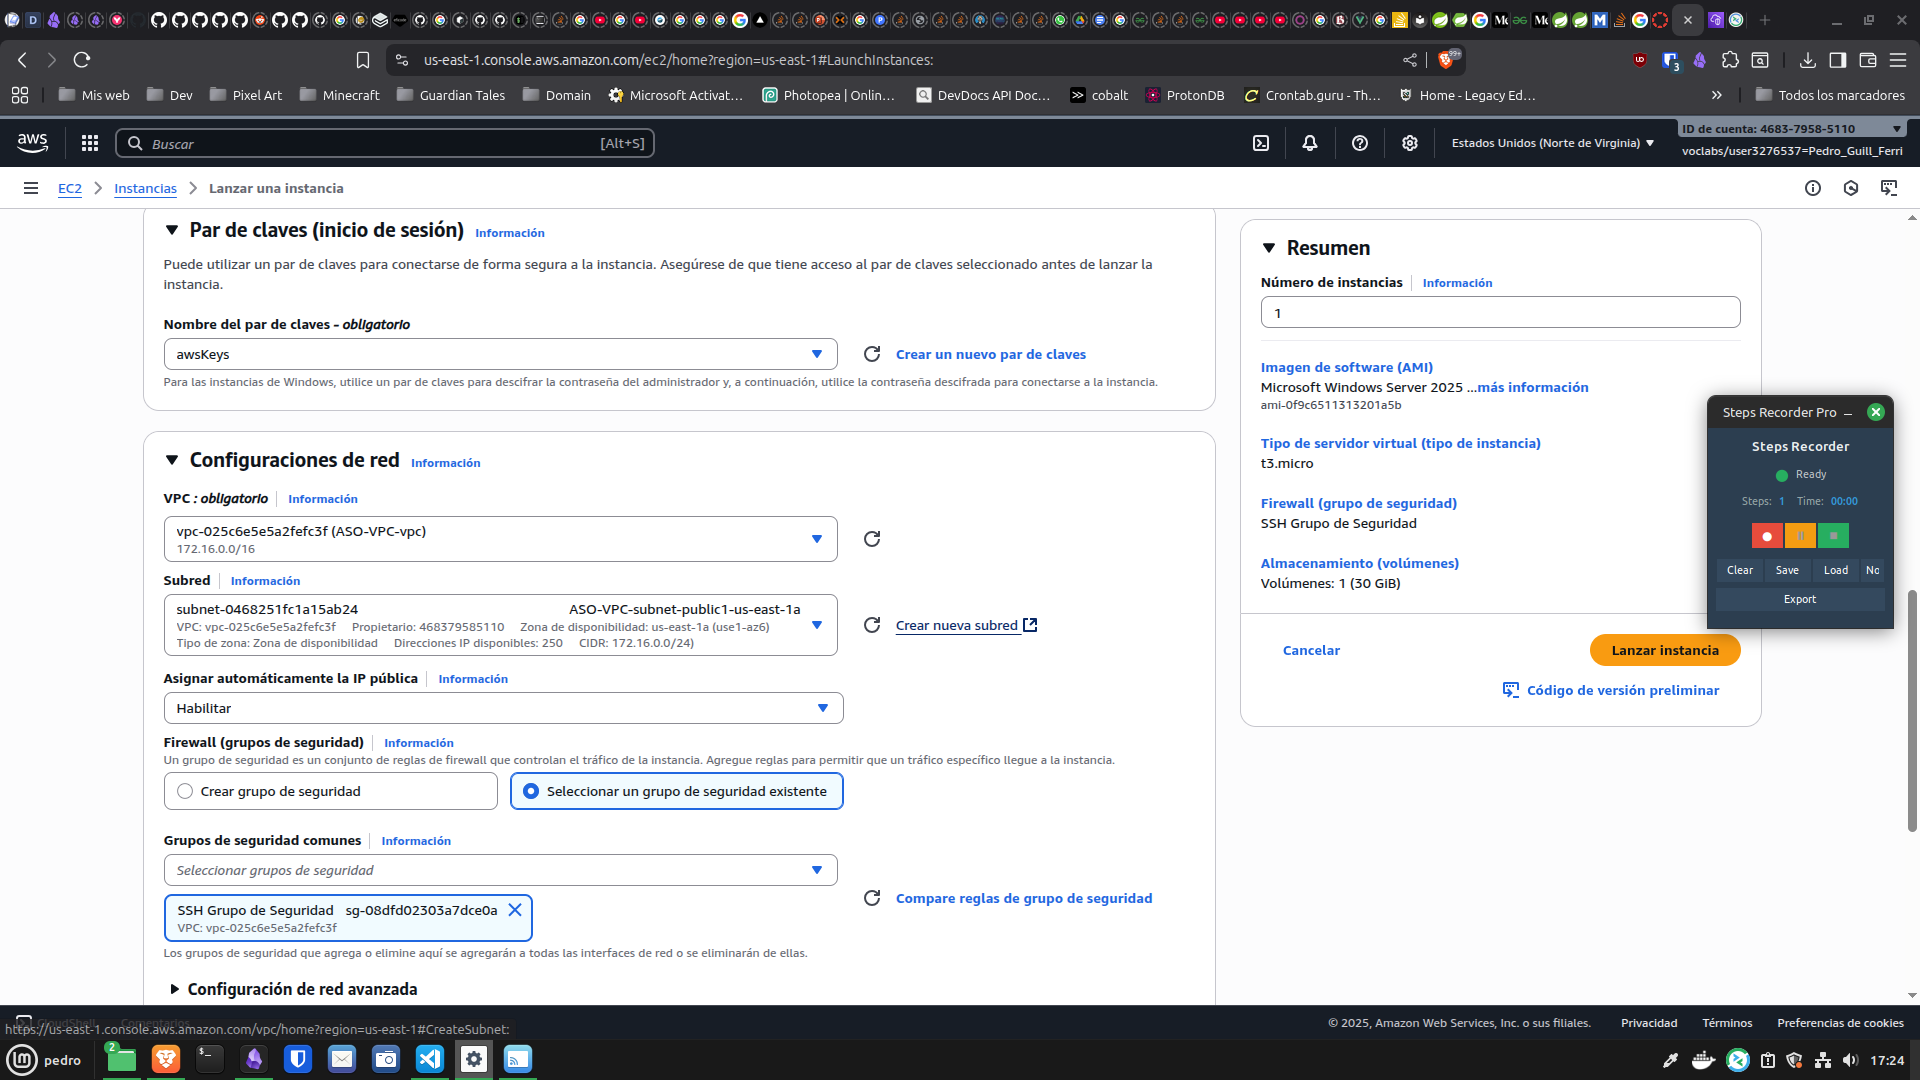 us-east-1.console.aws.amazon.com/ec2/home?region=us-east-1#LaunchInstances:
99+
3
Mis web
Dev
Pixel Art
Minecraft
Guardian Tales
Domain
Microsoft Activat...
Photopea | Onlin...
DevDocs API Doc...
cobalt
ProtonDB
Crontab.guru - Th...
Home - Legacy Ed...
Todos los marcadores
aws
Buscar
[Alt+S]
Estados Unidos (Norte de Virginia)
ID de cuenta: 4683-7958-5110
voclabs/user3276537=Pedro_Guill_Ferri
EC2
Instancias
Lanzar una instancia
Par de claves (inicio de sesión)
Información
Puede utilizar un par de claves para conectarse de forma segura a la instancia. Asegúrese de que tiene acceso al par de claves seleccionado antes de lanzar la
instancia.
Nombre del par de claves - obligatorio
awsKeys
Crear un nuevo par de claves
Para las instancias de Windows, utilice un par de claves para descifrar la contraseña del administrador y, a continuación, utilice la contraseña descifrada para conectarse a la instancia.
Configuraciones de red
Información
VPC : obligatorio
Información
vpc-025c6e5e5a2fefc3f (ASO-VPC-vpc)
172.16.0.0/16
Subred
Información
subnet-0468251fc1a15ab24
ASO-VPC-subnet-public1-us-east-1a
VPC: vpc-025c6e5e5a2fefc3f Propietario: 468379585110 Zona de disponibilidad: us-east-1a (use1-az6)
Tipo de zona: Zona de disponibilidad Direcciones IP disponibles: 250 CIDR: 172.16.0.0/24)
Crear nueva subred
Asignar automáticamente la IP pública
Información
Habilitar
Firewall (grupos de seguridad)
Información
Un grupo de seguridad es un conjunto de reglas de firewall que controlan el tráfico de la instancia. Agregue reglas para permitir que un tráfico específico llegue a la instancia.
Crear grupo de seguridad
Seleccionar un grupo de seguridad existente
Grupos de seguridad comunes
Información
Seleccionar grupos de seguridad
SSH Grupo de Seguridad sg-08dfd02303a7dce0a
VPC: vpc-025c6e5e5a2fefc3f
Compare reglas de grupo de seguridad
Los grupos de seguridad que agrega o elimine aquí se agregarán a todas las interfaces de red o se eliminarán de ellas.
Configuración de red avanzada
Resumen
Número de instancias
Información
1
Imagen de software (AMI)
Microsoft Windows Server 2025 ...más información
ami-0f9c6511313201a5b
Tipo de servidor virtual (tipo de instancia)
t3.micro
Firewall (grupo de seguridad)
SSH Grupo de Seguridad
Almacenamiento (volúmenes)
Volúmenes: 1 (30 GiB)
Cancelar
Lanzar instancia
Código de versión preliminar
Steps Recorder Pro
Steps Recorder
Ready
Steps: 1 Time: 00:00
Clear
Save
Load
No
Export
CloudShell
Comentarios
https://us-east-1.console.aws.amazon.com/vpc/home?region=us-east-1#CreateSubnet:
© 2025, Amazon Web Services, Inc. o sus filiales.
Privacidad
Términos
Preferencias de cookies
pedro
2
17:24